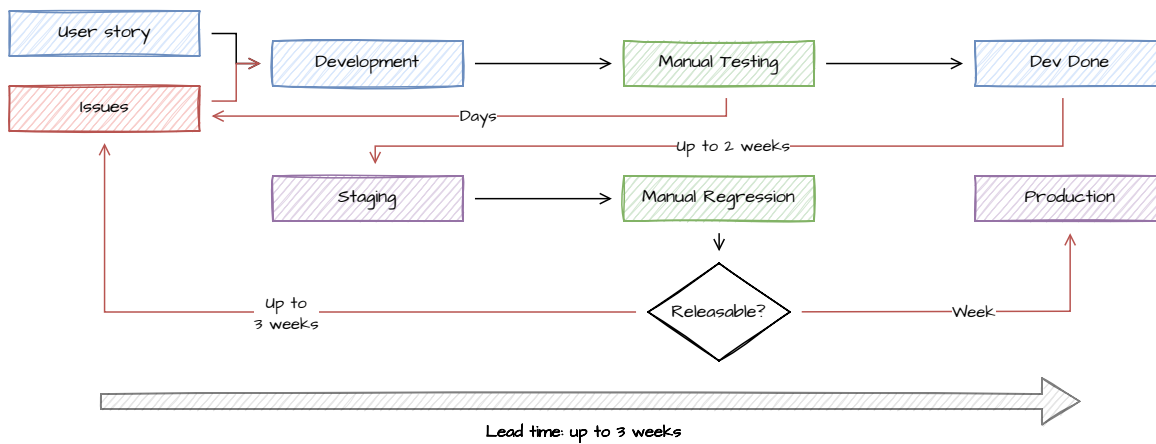 User story
Development
Manual Testing
Dev Done
Issues
Days
Up to 2 weeks
Staging
Manual Regression
Production
Releasable?
Up to
3 weeks
Week
Lead time: up to 3 weeks